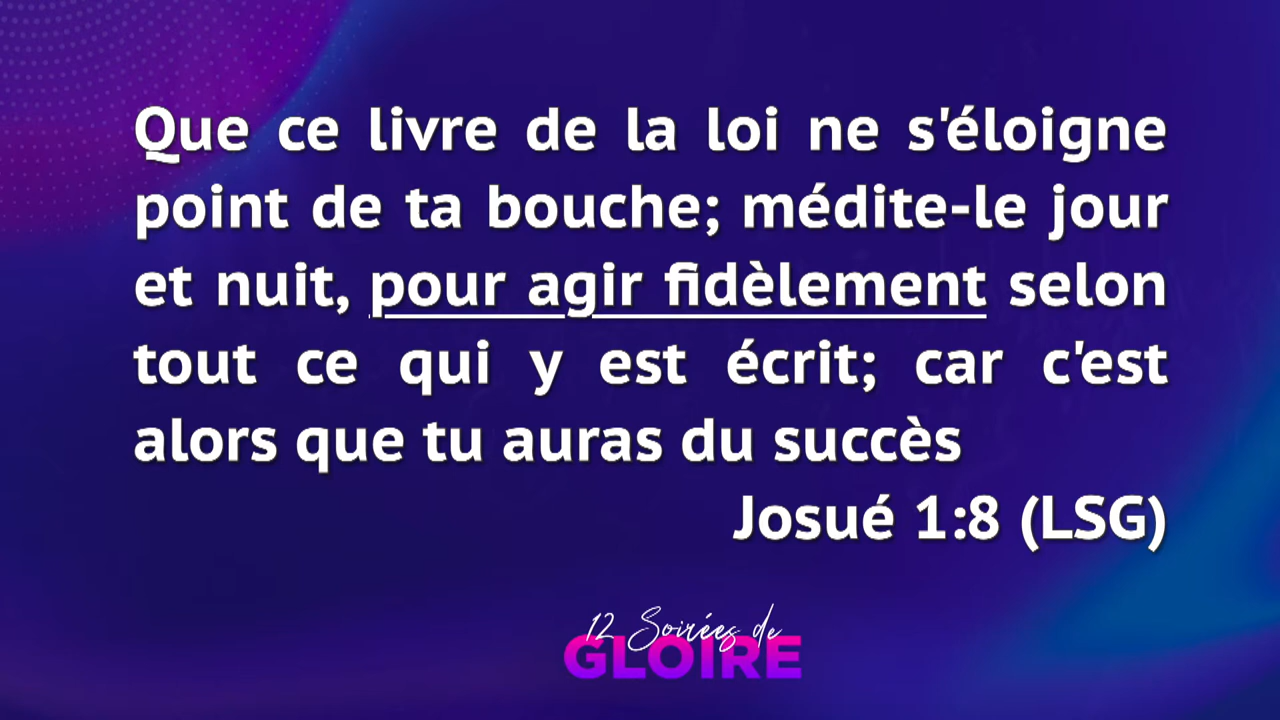 Que ce livre de la loi ne s'éloigne
point de ta bouche; médite-le jour
et nuit, pour agir fidèlement selon
tout ce qui y est écrit; car c'est
alors que tu auras du succès
Josué 1:8 (LSG)
12 Soirées de
GLOIRE